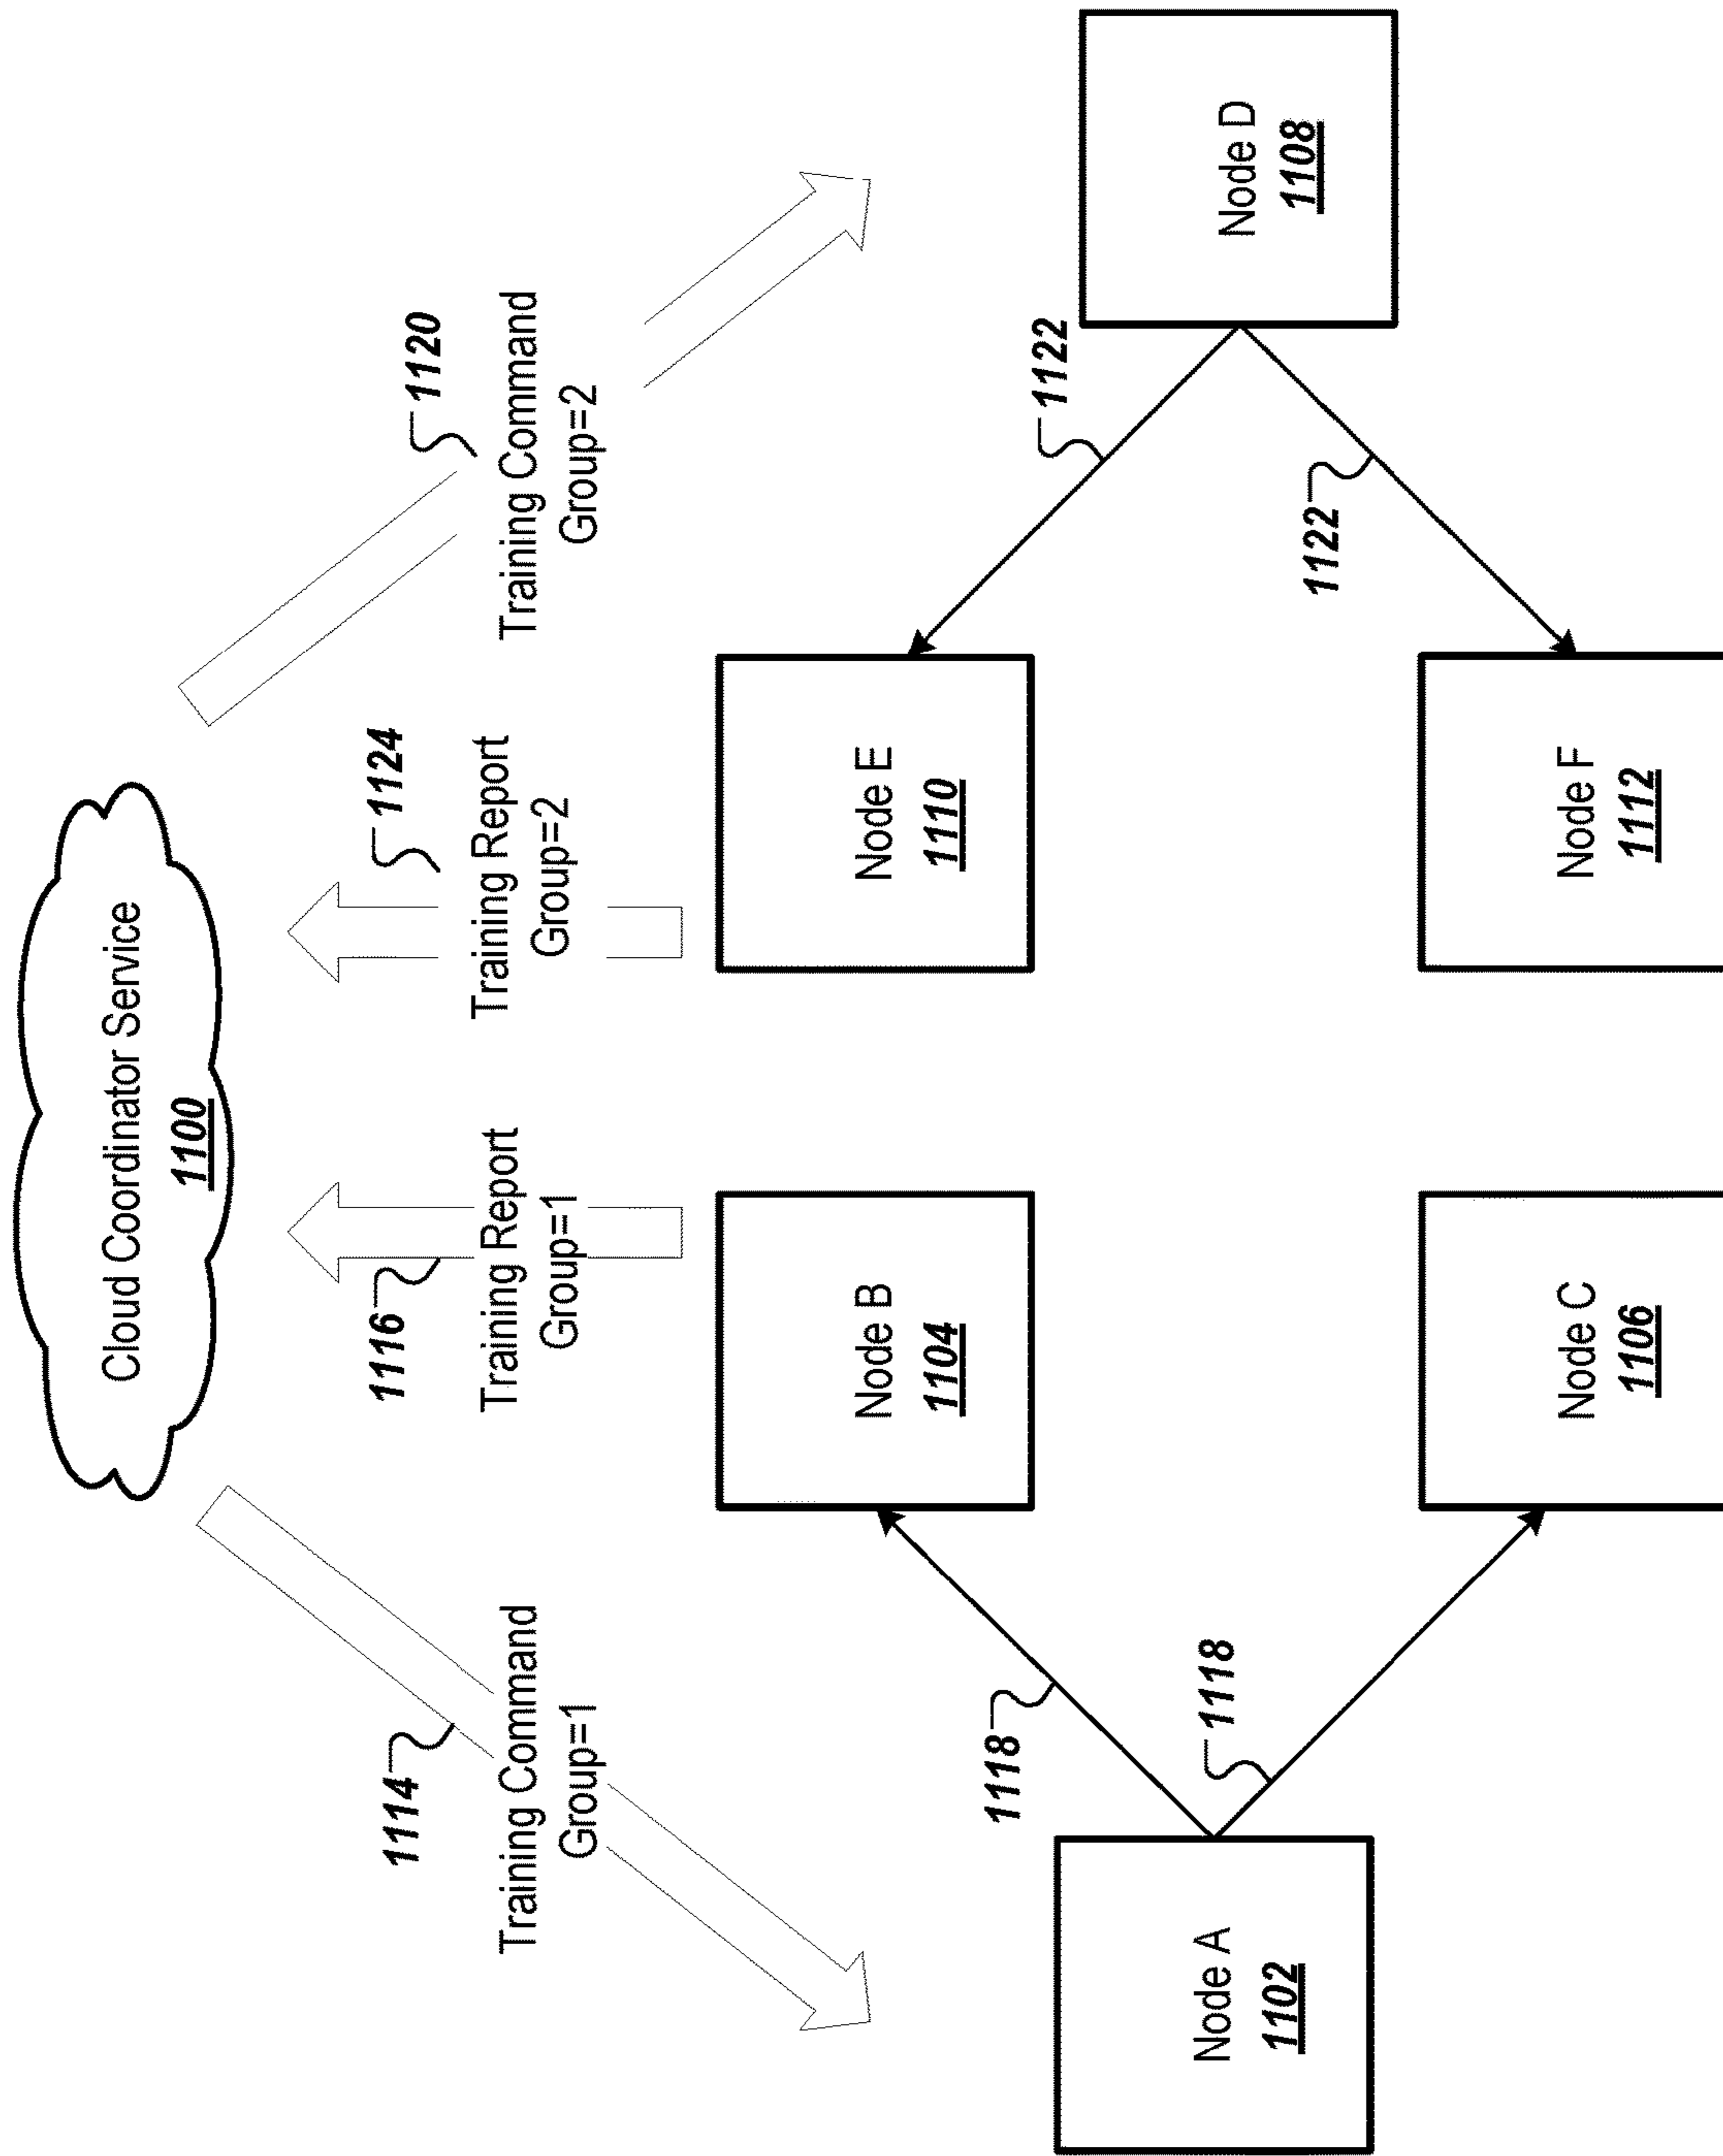 Cloud Coordinator Service
1100
1114
Training Command
Group=1
1116
Training Report
Group=1
1124
Training Report
Group=2
1120
Training Command
Group=2
Node A
1102
1118
1118
Node B
1104
Node C
1106
Node E
1110
Node F
1112
1122
1122
Node D
1108